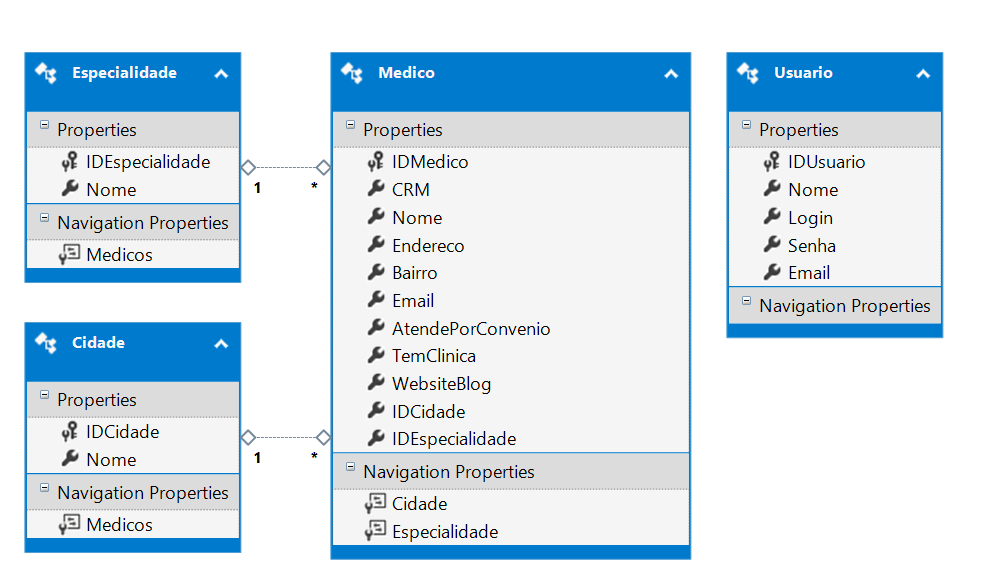 Especialidade
Properties
IDEspecialidade
Nome
Navigation Properties
Medicos
1
*
Cidade
Properties
IDCidade
Nome
Navigation Properties
Medicos
1
*
Medico
Properties
IDMedico
CRM
Nome
Endereco
Bairro
Email
AtendePorConvenio
TemClinica
WebsiteBlog
IDCidade
IDEspecialidade
Navigation Properties
Cidade
Especialidade
Usuario
Properties
IDUsuario
Nome
Login
Senha
Email
Navigation Properties